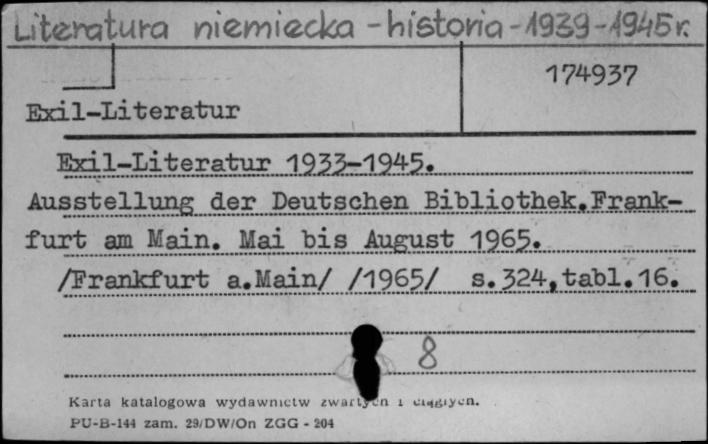 Literatura niemiecka - historia - 1939-1945r.
174937
Exil-Literatur
Exil-Literatur 1933-1945.
Ausstellung der Deutschen Bibliothek.Frank-
furt am Main. Mai bis August 1965.
/Frankfurt a.Main/ /1965/ s.324,tabl.16.
8
Karta katalogowa wydawnictw zwartych i ciągłych.
PU-B-144 zam. 29/DW/On ZGG - 204